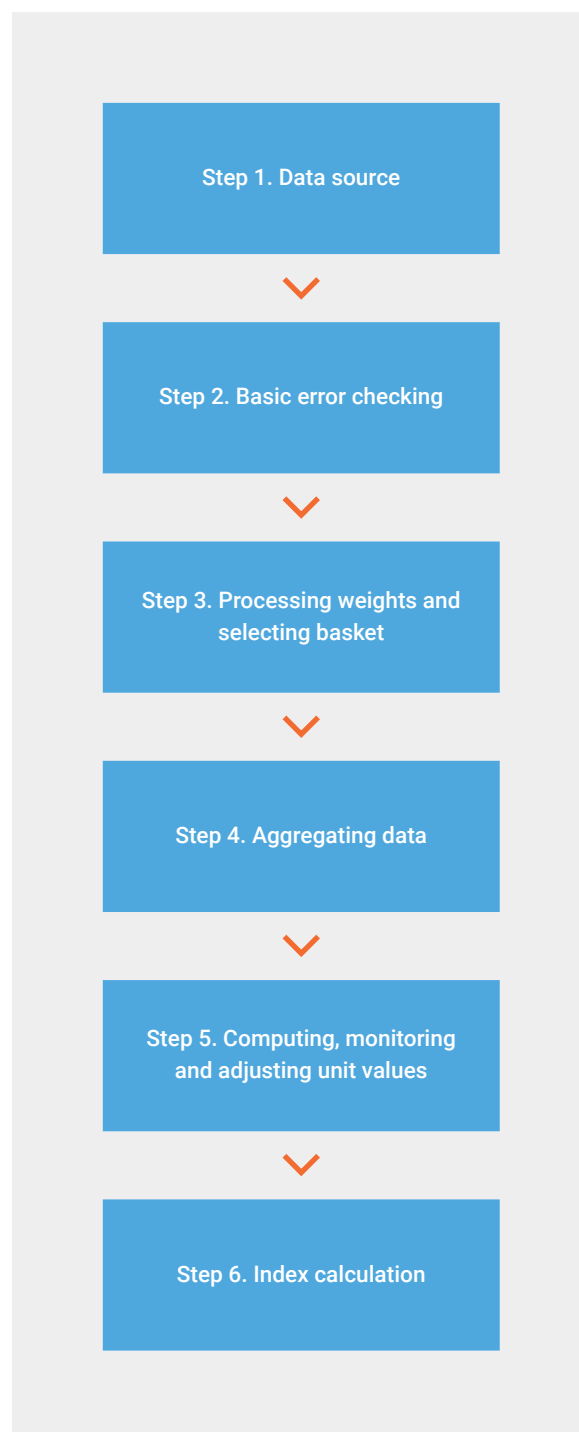 Step 1. Data source
Step 2. Basic error checking
Step 3. Processing weights and
selecting basket
Step 4. Aggregating data
Step 5. Computing, monitoring
and adjusting unit values
Step 6. Index calculation